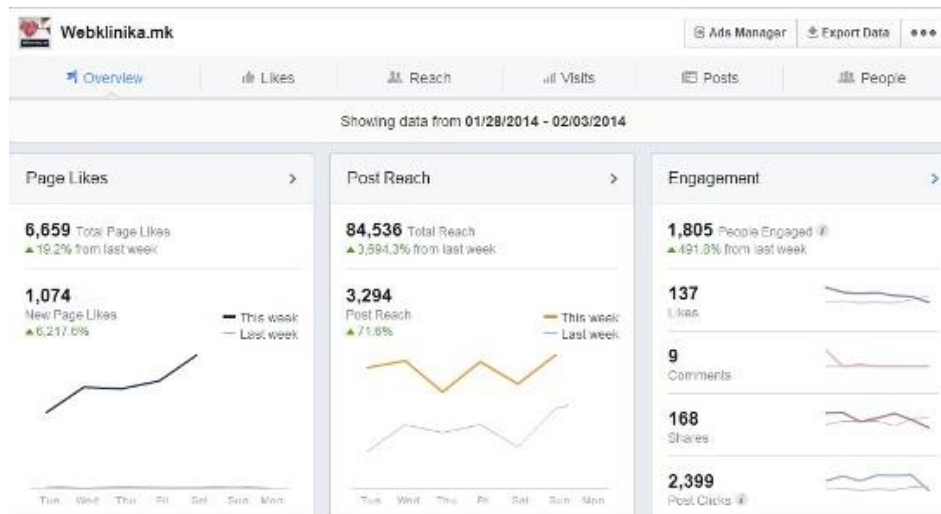 Webklinika.mk
Ads Manager
Export Data
Overview
Likes
Reach
Visits
Posts
People
Showing data from 01/28/2014 - 02/03/2014
Page Likes
6,659 Total Page Likes
19.2% from last week
1,074
New Page Likes
6,217.6%
This week
Last week
Tue Wed Thu Fri Sat Sun Mon
Post Reach
84,536 Total Reach
3,694.3% from last week
3,294
Post Reach
71.6%
This week
Last week
Tue Wed Thu Fri Sat Sun Mon
Engagement
1,805 People Engaged
491.8% from last week
137
Likes
9
Comments
168
Shares
2,399
Post Clicks